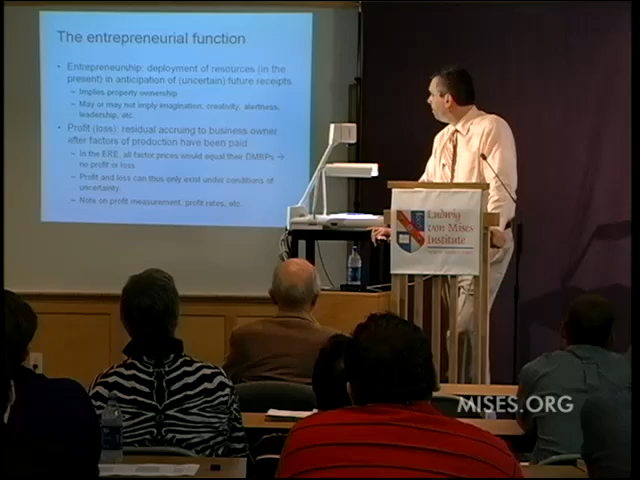 The entrepreneurial function
• Entrepreneurship: deployment of resources (in the
present) in anticipation of (uncertain) future receipts
– Implies property ownership
– May or may not imply imagination, creativity, alertness,
leadership, etc.
• Profit (loss): residual accruing to business owner
after factors of production have been paid
– In the ERE, all factor prices would equal their DMRPs →
no profit or loss.
– Profit and loss can thus only exist under conditions of
uncertainty.
– Note on profit measurement, profit rates, etc.
Ludwig
von Mises
Institute
MISES.ORG